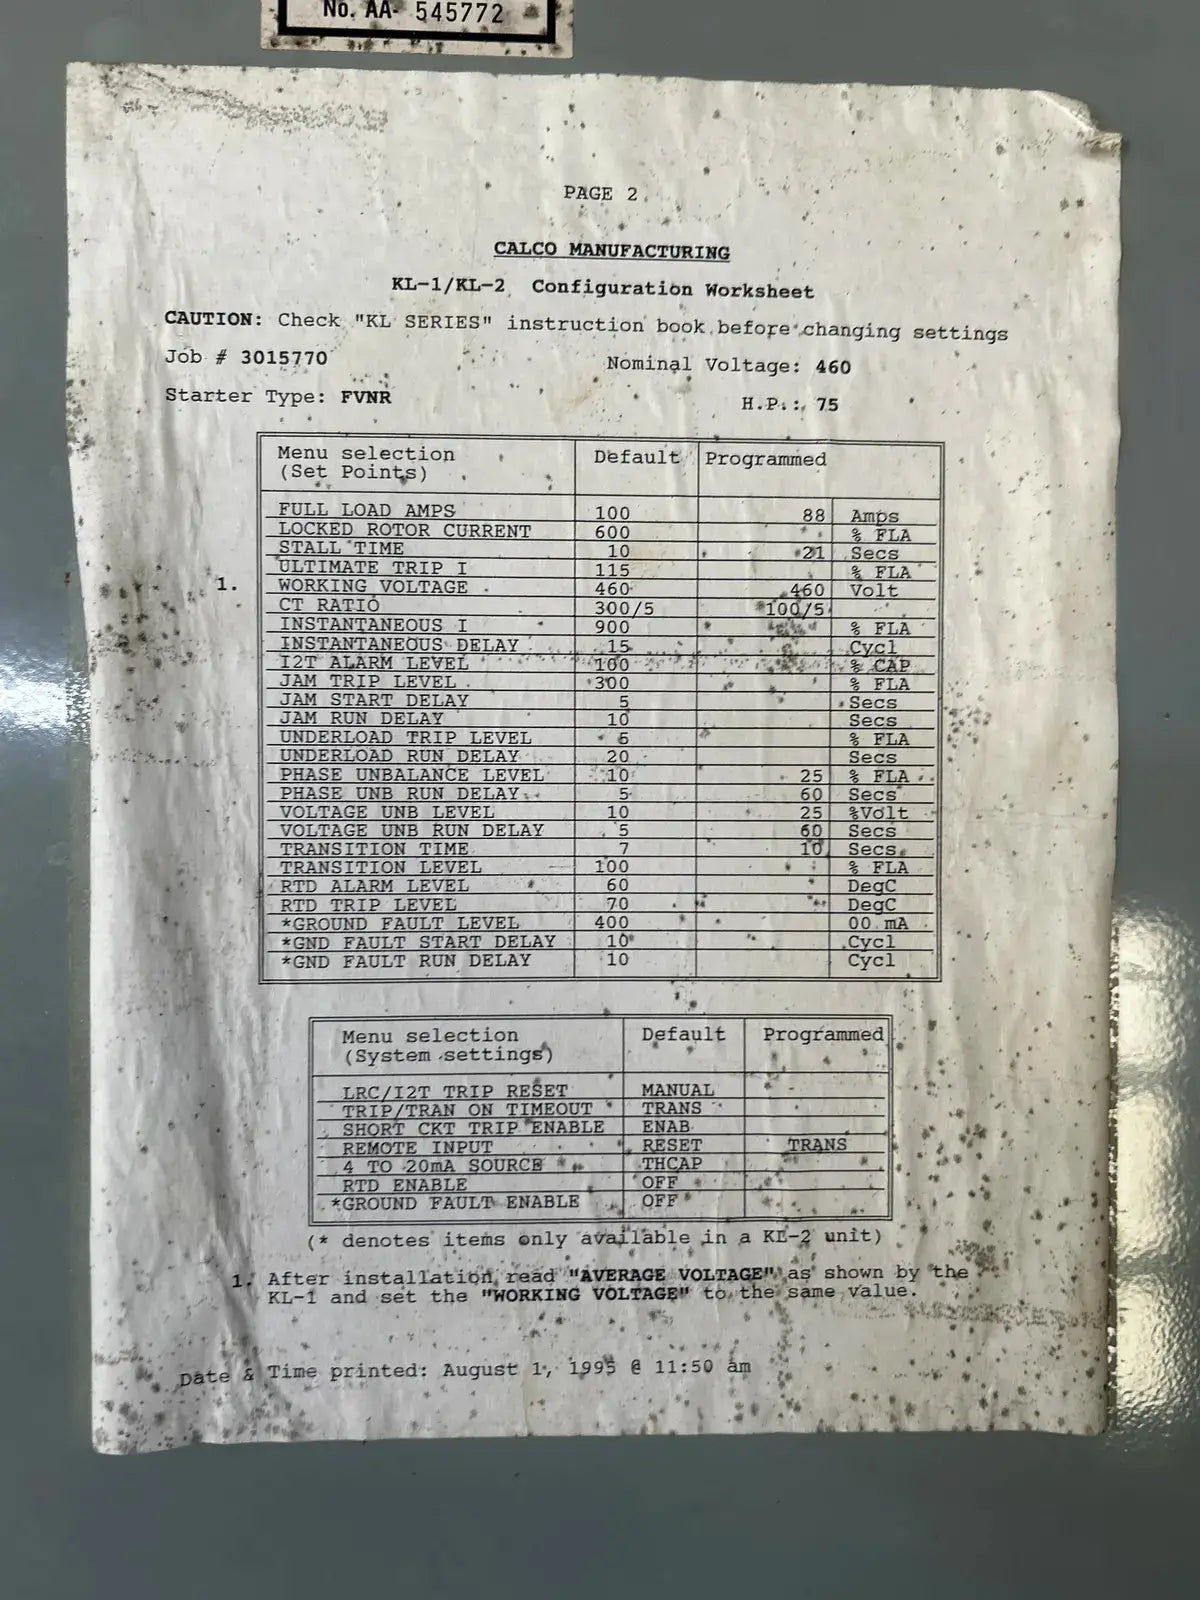 No. AA- 545772
PAGE 2
CALCO MANUFACTURING
KL-1/KL-2 Configuration Worksheet
CAUTION: Check "KL SERIES" instruction book before changing settings
Job # 3015770 Nominal Voltage: 460
Starter Type: FVNR H.P.: 75
Menu selection (Set Points) Default Programmed
FULL LOAD AMPS 100 88 Amps
LOCKED ROTOR CURRENT 600 % FLA
STALL TIME 10 21 Secs
ULTIMATE TRIP I 115 % FLA
1. WORKING VOLTAGE 460 460 Volt
CT RATIO 300/5 100/5
INSTANTANEOUS I 900 % FLA
INSTANTANEOUS DELAY 15 Cycl
I2T ALARM LEVEL 100 % CAP
JAM TRIP LEVEL 300 % FLA
JAM START DELAY 5 Secs
JAM RUN DELAY 10 Secs
UNDERLOAD TRIP LEVEL % FLA
UNDERLOAD RUN DELAY 20 Secs
PHASE UNBALANCE LEVEL 10 25 % FLA
PHASE UNB RUN DELAY 5 60 Secs
VOLTAGE UNB LEVEL 10 25 %Volt
VOLTAGE UNB RUN DELAY 5 60 Secs
TRANSITION TIME 7 10 Secs
TRANSITION LEVEL 100 % FLA
RTD ALARM LEVEL 60 DegC
RTD TRIP LEVEL 70 DegC
*GROUND FAULT LEVEL 400 00 mA
*GND FAULT START DELAY 10 Cycl
*GND FAULT RUN DELAY 10 Cycl
Menu selection (System settings) Default Programmed
LRC/I2T TRIP RESET MANUAL
TRIP/TRAN ON TIMEOUT TRANS
SHORT CKT TRIP ENABLE ENAB
REMOTE INPUT RESET TRANS
4 TO 20mA SOURCE THCAP
RTD ENABLE OFF
*GROUND FAULT ENABLE OFF
(* denotes items only available in a KL-2 unit)
1. After installation, read "AVERAGE VOLTAGE" as shown by the
KL-1 and set the "WORKING VOLTAGE" to the same value.
Date & Time printed: August 1, 1995 @ 11:50 am